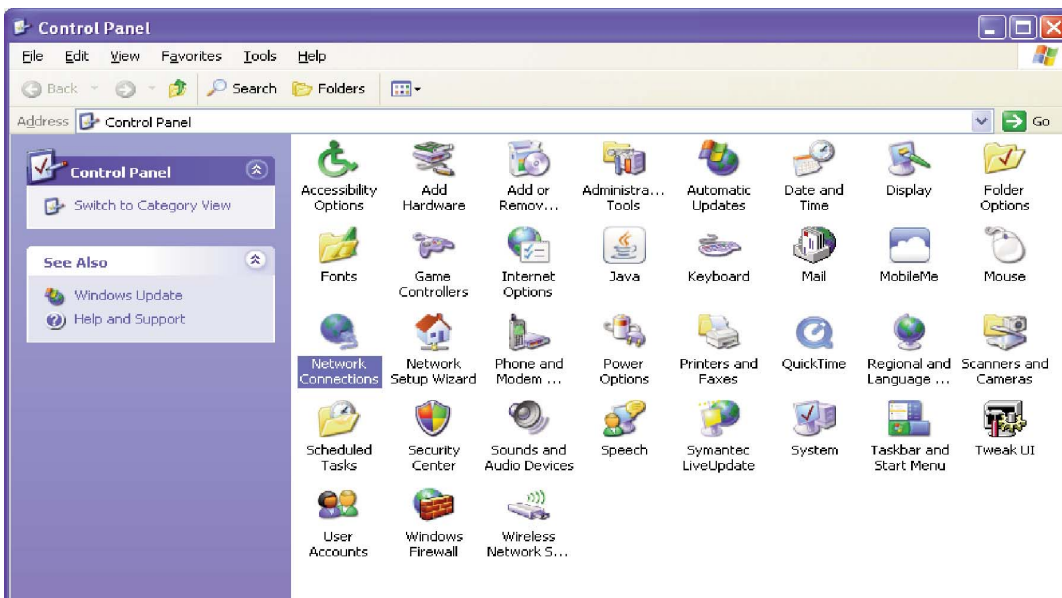 Control Panel
File Edit View Favorites Tools Help
Back Search Folders
Address Control Panel Go
Control Panel
Switch to Category View
See Also
Windows Update
Help and Support
Accessibility Options
Add Hardware
Add or Remov...
Administra... Tools
Automatic Updates
Date and Time
Display
Folder Options
Fonts
Game Controllers
Internet Options
Java
Keyboard
Mail
MobileMe
Mouse
Network Connections
Network Setup Wizard
Phone and Modem ...
Power Options
Printers and Faxes
QuickTime
Regional and Language ...
Scanners and Cameras
Scheduled Tasks
Security Center
Sounds and Audio Devices
Speech
Symantec LiveUpdate
System
Taskbar and Start Menu
Tweak UI
User Accounts
Windows Firewall
Wireless Network S...